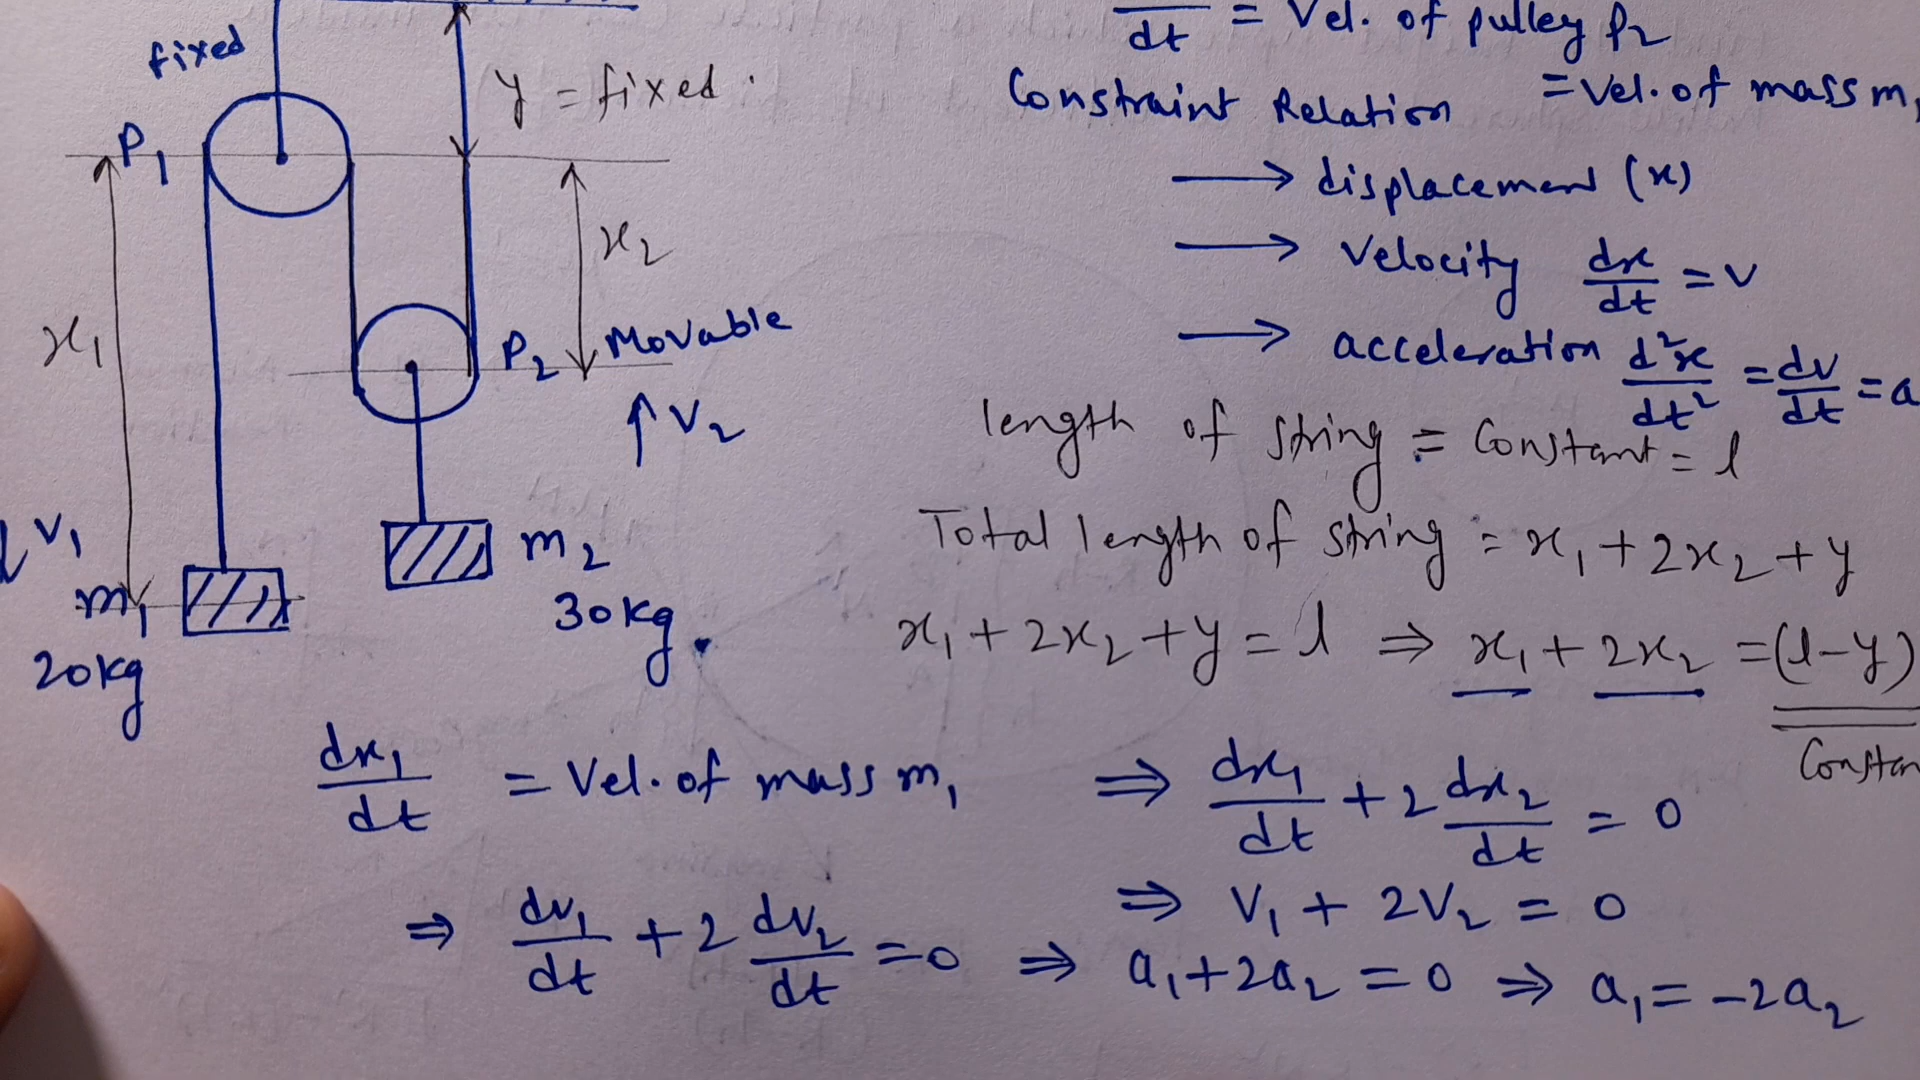 fixed
P₁
y = fixed
x₁
x₂
P₂ Movable
↑ V₂
V₁
m₁
20kg
m₂
30kg
dt = Vel. of pulley P₂
= Vel. of mass m
Constraint Relation
→ displacement (x)
→ Velocity dx/dt = v
→ acceleration d²x/dt² = dv/dt = a
length of string = Constant = l
Total length of string = x₁ + 2x₂ + y
x₁ + 2x₂ + y = l ⇒ x₁ + 2x₂ = (l-y)
dx₁/dt = Vel. of mass m₁
⇒ dx₁/dt + 2 dx₂/dt = 0
⇒ V₁ + 2V₂ = 0
⇒ dv₁/dt + 2 dv₂/dt = 0 ⇒ a₁ + 2a₂ = 0 ⇒ a₁ = -2a₂